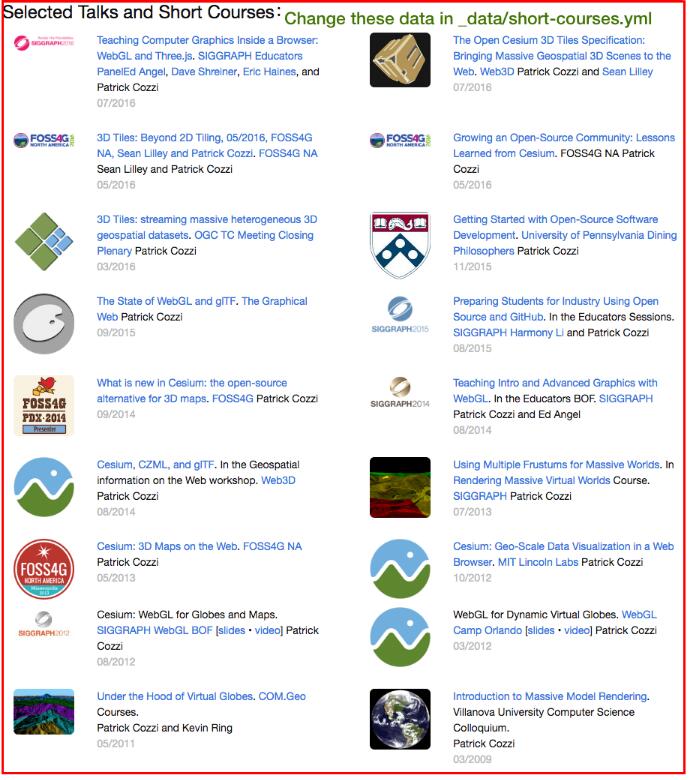 Selected Talks and Short Courses: Change these data in _data/short-courses.yml
SIGGRAPH2016
Teaching Computer Graphics Inside a Browser:
WebGL and Three.js. SIGGRAPH Educators
PanelEd Angel, Dave Shreiner, Eric Haines, and
Patrick Cozzi
07/2016
The Open Cesium 3D Tiles Specification:
Bringing Massive Geospatial 3D Scenes to the
Web. Web3D Patrick Cozzi and Sean Lilley
07/2016
FOSS4G
NORTH AMERICA
3D Tiles: Beyond 2D Tiling, 05/2016, FOSS4G
NA, Sean Lilley and Patrick Cozzi. FOSS4G NA
Sean Lilley and Patrick Cozzi
05/2016
FOSS4G
NORTH AMERICA
Growing an Open-Source Community: Lessons
Learned from Cesium. FOSS4G NA Patrick
Cozzi
05/2016
3D Tiles: streaming massive heterogeneous 3D
geospatial datasets. OGC TC Meeting Closing
Plenary Patrick Cozzi
03/2016
Getting Started with Open-Source Software
Development. University of Pennsylvania Dining
Philosophers Patrick Cozzi
11/2015
The State of WebGL and glTF. The Graphical
Web Patrick Cozzi
09/2015
SIGGRAPH2015
Preparing Students for Industry Using Open
Source and GitHub. In the Educators Sessions.
SIGGRAPH Harmony Li and Patrick Cozzi
08/2015
FOSS4G
PDX·2014
Presenter
What is new in Cesium: the open-source
alternative for 3D maps. FOSS4G Patrick Cozzi
09/2014
SIGGRAPH2014
Teaching Intro and Advanced Graphics with
WebGL. In the Educators BOF. SIGGRAPH
Patrick Cozzi and Ed Angel
08/2014
Cesium, CZML, and glTF. In the Geospatial
information on the Web workshop. Web3D
Patrick Cozzi
08/2014
Using Multiple Frustums for Massive Worlds. In
Rendering Massive Virtual Worlds Course.
SIGGRAPH Patrick Cozzi
07/2013
FOSS4G
NORTH AMERICA
Cesium: 3D Maps on the Web. FOSS4G NA
Patrick Cozzi
05/2013
Cesium: Geo-Scale Data Visualization in a Web
Browser. MIT Lincoln Labs Patrick Cozzi
10/2012
SIGGRAPH2012
Cesium: WebGL for Globes and Maps.
SIGGRAPH WebGL BOF [slides • video] Patrick
Cozzi
08/2012
WebGL for Dynamic Virtual Globes. WebGL
Camp Orlando [slides • video] Patrick Cozzi
03/2012
Under the Hood of Virtual Globes. COM.Geo
Courses.
Patrick Cozzi and Kevin Ring
05/2011
Introduction to Massive Model Rendering.
Villanova University Computer Science
Colloquium.
Patrick Cozzi
03/2009